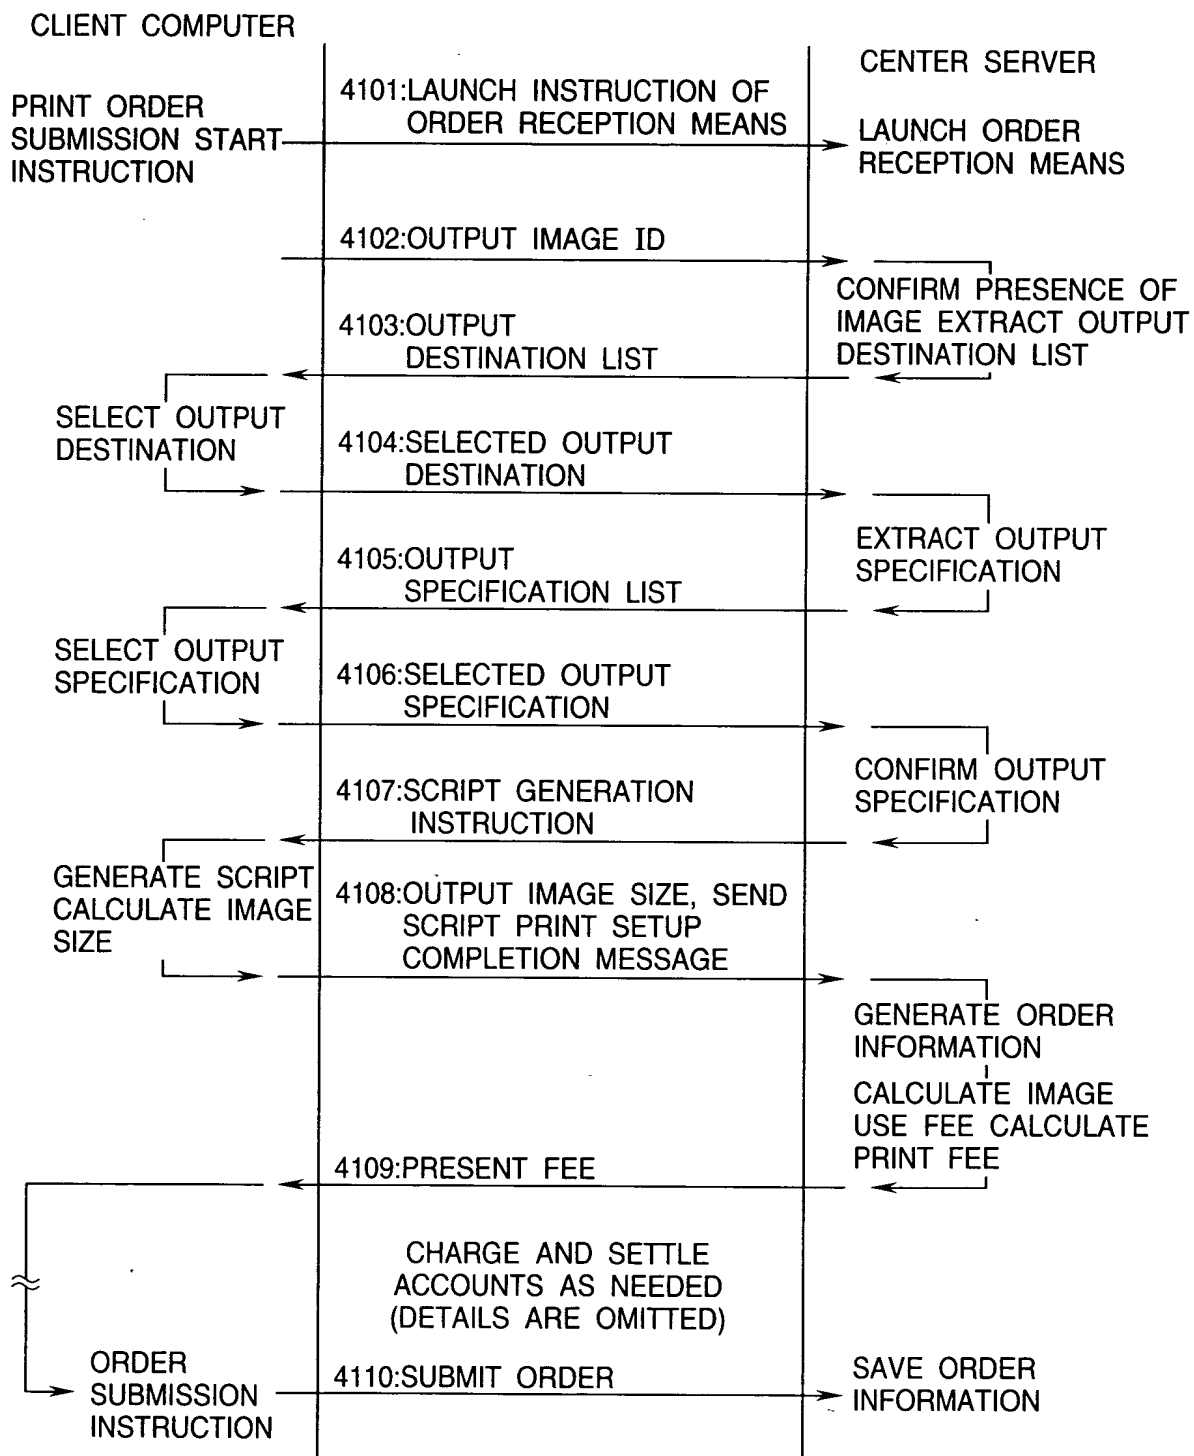 CLIENT COMPUTER
CENTER SERVER
PRINT ORDER
SUBMISSION START
INSTRUCTION
4101:LAUNCH INSTRUCTION OF
ORDER RECEPTION MEANS
LAUNCH ORDER
RECEPTION MEANS
4102:OUTPUT IMAGE ID
CONFIRM PRESENCE OF
IMAGE EXTRACT OUTPUT
DESTINATION LIST
4103:OUTPUT
DESTINATION LIST
SELECT OUTPUT
DESTINATION
4104:SELECTED OUTPUT
DESTINATION
EXTRACT OUTPUT
SPECIFICATION
4105:OUTPUT
SPECIFICATION LIST
SELECT OUTPUT
SPECIFICATION
4106:SELECTED OUTPUT
SPECIFICATION
CONFIRM OUTPUT
SPECIFICATION
4107:SCRIPT GENERATION
INSTRUCTION
GENERATE SCRIPT
CALCULATE IMAGE
SIZE
4108:OUTPUT IMAGE SIZE, SEND
SCRIPT PRINT SETUP
COMPLETION MESSAGE
GENERATE ORDER
INFORMATION
CALCULATE IMAGE
USE FEE CALCULATE
PRINT FEE
4109:PRESENT FEE
CHARGE AND SETTLE
ACCOUNTS AS NEEDED
(DETAILS ARE OMITTED)
ORDER
SUBMISSION
INSTRUCTION
4110:SUBMIT ORDER
SAVE ORDER
INFORMATION